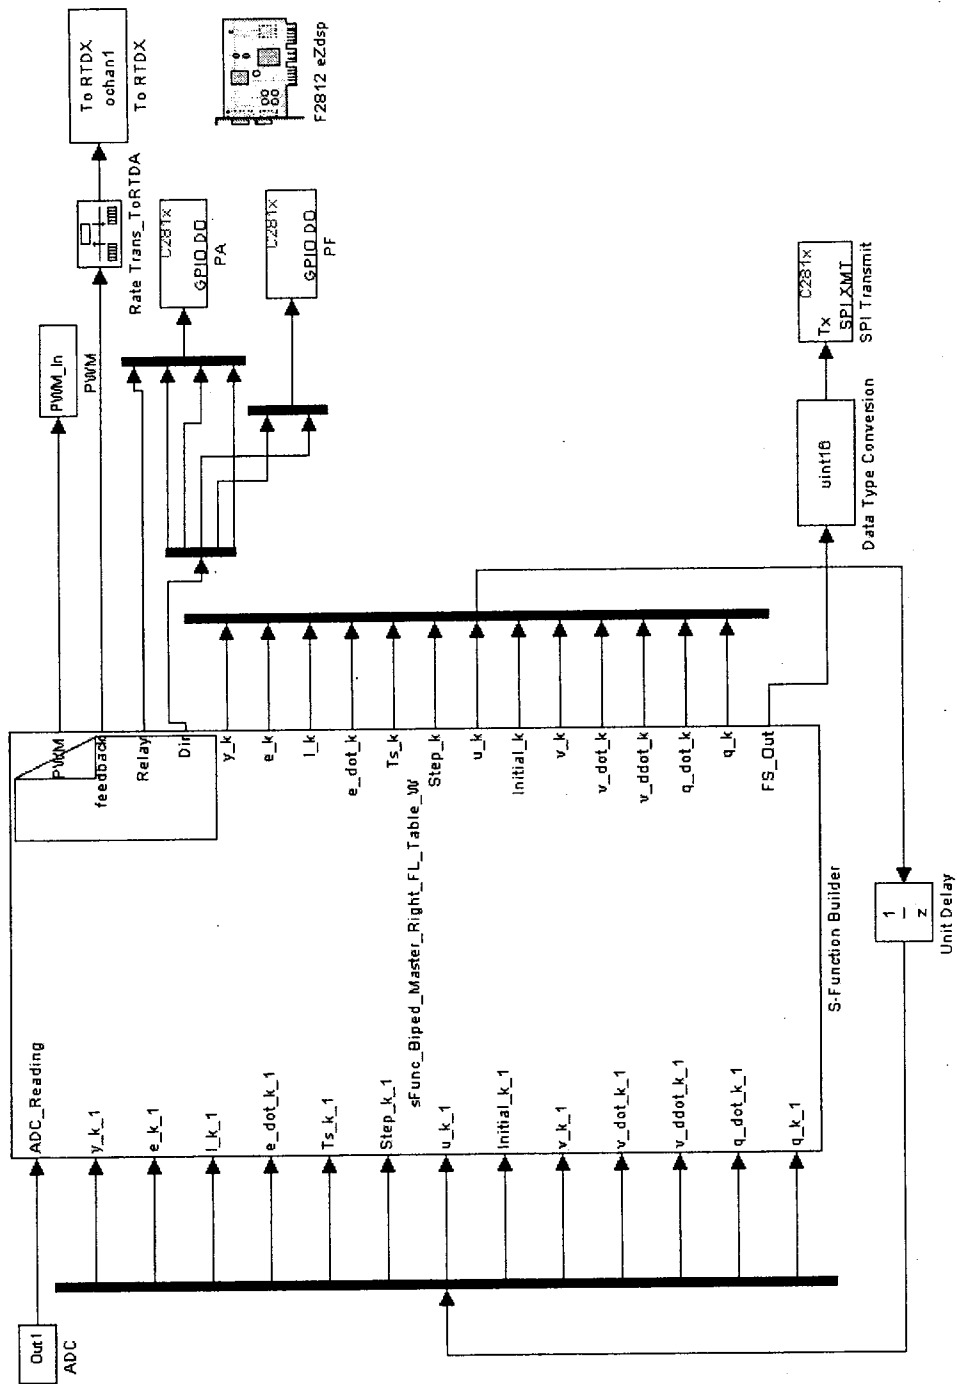 Out1
ADC
ADC_Reading
y_k_1
e_k_1
I_k_1
e_dot_k_1
Ts_k_1
Step_k_1
u_k_1
Initial_k_1
v_k_1
v_dot_k_1
v_ddot_k_1
q_dot_k_1
q_k_1
sFunc_Biped_Master_Right_FL_Table_W
S-Function Builder
PWM
feedback
Relay
Dir
y_k
e_k
I_k
e_dot_k
Ts_k
Step_k
u_k
Initial_k
v_k
v_dot_k
v_ddot_k
q_dot_k
q_k
FS_Out
1
z
Unit Delay
PWM_In
PWM
Rate Trans_ToRTDA
To RTDX
ochan1
To RTDX
C281x
GPIO DO
PA
C281x
GPIO DO
PF
F2812 eZdsp
uint16
Data Type Conversion
C281x
Tx
SPI XMT
SPI Transmit